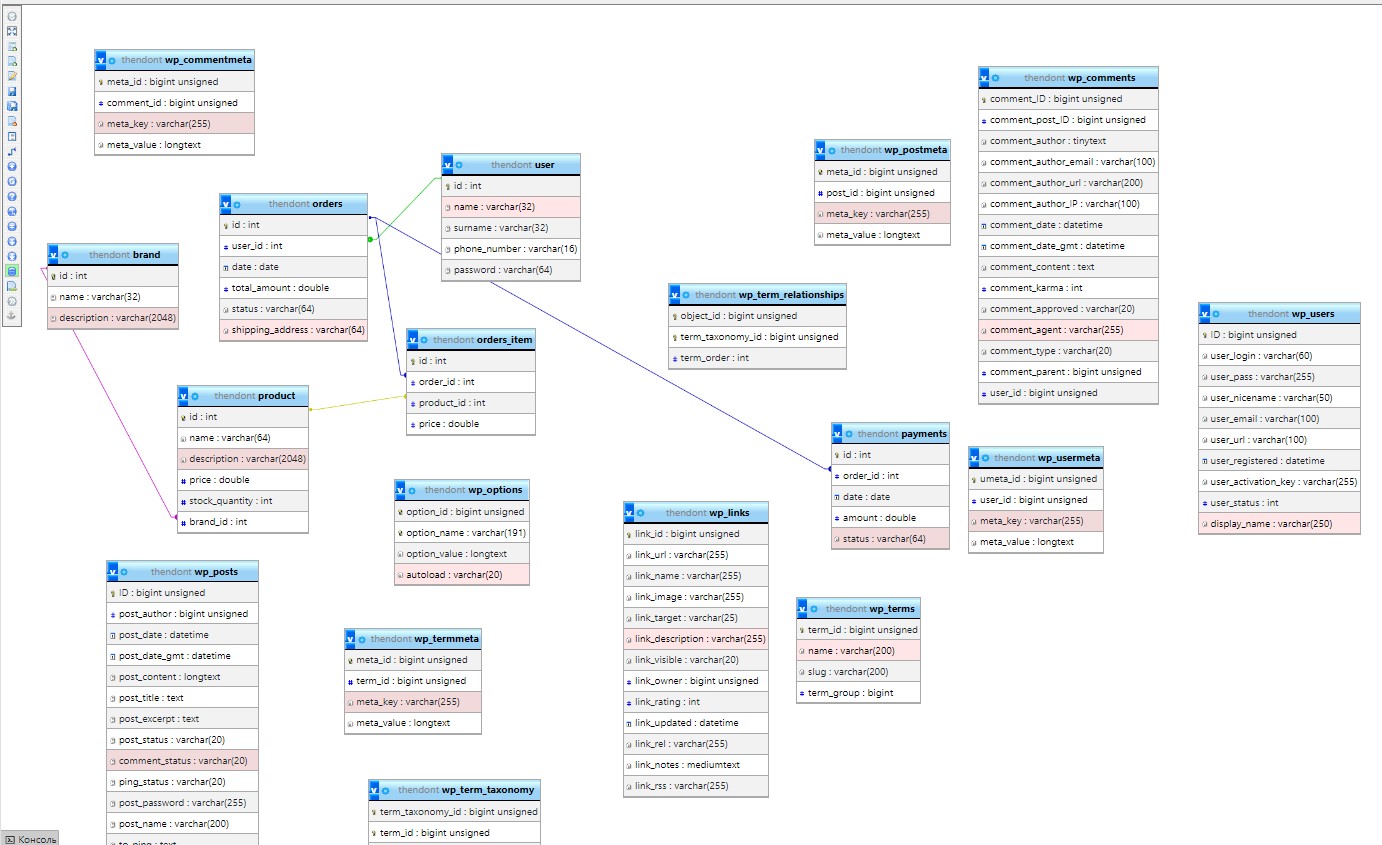 thendont wp_commentmeta
meta_id : bigint unsigned
comment_id : bigint unsigned
meta_key : varchar(255)
meta_value : longtext
thendont wp_comments
comment_ID : bigint unsigned
comment_post_ID : bigint unsigned
comment_author : tinytext
comment_author_email : varchar(100)
comment_author_url : varchar(200)
comment_author_IP : varchar(100)
comment_date : datetime
comment_date_gmt : datetime
comment_content : text
comment_karma : int
comment_approved : varchar(20)
comment_agent : varchar(255)
comment_type : varchar(20)
comment_parent : bigint unsigned
user_id : bigint unsigned
thendont wp_postmeta
meta_id : bigint unsigned
post_id : bigint unsigned
meta_key : varchar(255)
meta_value : longtext
thendont user
id : int
name : varchar(32)
surname : varchar(32)
phone_number : varchar(16)
password : varchar(64)
thendont orders
id : int
user_id : int
date : date
total_amount : double
status : varchar(64)
shipping_address : varchar(64)
thendont brand
id : int
name : varchar(32)
description : varchar(2048)
thendont wp_term_relationships
object_id : bigint unsigned
term_taxonomy_id : bigint unsigned
term_order : int
thendont wp_users
ID : bigint unsigned
user_login : varchar(60)
user_pass : varchar(255)
user_nicename : varchar(50)
user_email : varchar(100)
user_url : varchar(100)
user_registered : datetime
user_activation_key : varchar(255)
user_status : int
display_name : varchar(250)
thendont orders_item
id : int
order_id : int
product_id : int
price : double
thendont product
id : int
name : varchar(64)
description : varchar(2048)
price : double
stock_quantity : int
brand_id : int
thendont payments
id : int
order_id : int
date : date
amount : double
status : varchar(64)
thendont wp_usermeta
umeta_id : bigint unsigned
user_id : bigint unsigned
meta_key : varchar(255)
meta_value : longtext
thendont wp_options
option_id : bigint unsigned
option_name : varchar(191)
option_value : longtext
autoload : varchar(20)
thendont wp_links
link_id : bigint unsigned
link_url : varchar(255)
link_name : varchar(255)
link_image : varchar(255)
link_target : varchar(25)
link_description : varchar(255)
link_visible : varchar(20)
link_owner : bigint unsigned
link_rating : int
link_updated : datetime
link_rel : varchar(255)
link_notes : mediumtext
link_rss : varchar(255)
thendont wp_posts
ID : bigint unsigned
post_author : bigint unsigned
post_date : datetime
post_date_gmt : datetime
post_content : longtext
post_title : text
post_excerpt : text
post_status : varchar(20)
comment_status : varchar(20)
ping_status : varchar(20)
post_password : varchar(255)
post_name : varchar(200)
to_ping : text
thendont wp_terms
term_id : bigint unsigned
name : varchar(200)
slug : varchar(200)
term_group : bigint
thendont wp_termmeta
meta_id : bigint unsigned
term_id : bigint unsigned
meta_key : varchar(255)
meta_value : longtext
thendont wp_term_taxonomy
term_taxonomy_id : bigint unsigned
term_id : bigint unsigned
Консоль